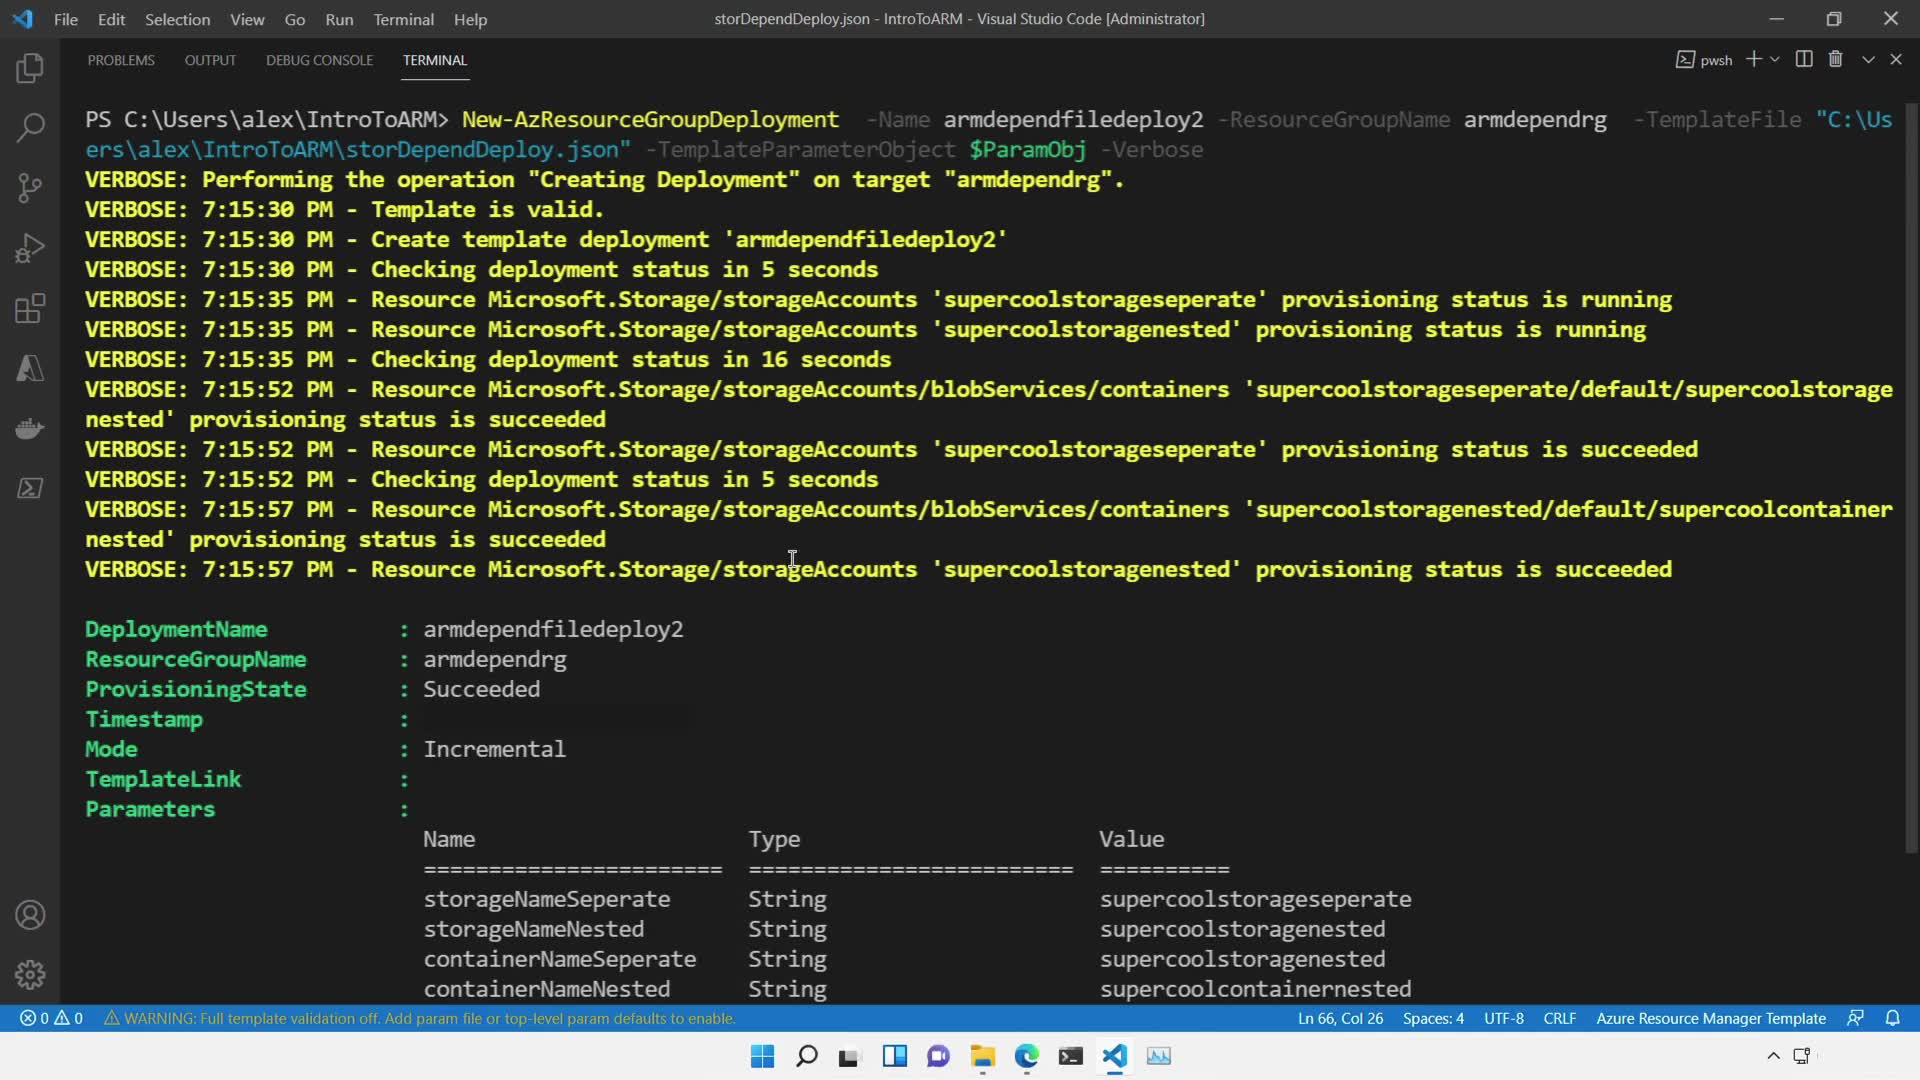 File Edit Selection View Go Run Terminal Help storDependDeploy.json - IntroToARM - Visual Studio Code [Administrator]
PROBLEMS OUTPUT DEBUG CONSOLE TERMINAL pwsh
PS C:\Users\alex\IntroToARM> New-AzResourceGroupDeployment -Name armdependfiledeploy2 -ResourceGroupName armdependrg -TemplateFile "C:\Us
ers\alex\IntroToARM\storDependDeploy.json" -TemplateParameterObject $ParamObj -Verbose
VERBOSE: Performing the operation "Creating Deployment" on target "armdependrg".
VERBOSE: 7:15:30 PM - Template is valid.
VERBOSE: 7:15:30 PM - Create template deployment 'armdependfiledeploy2'
VERBOSE: 7:15:30 PM - Checking deployment status in 5 seconds
VERBOSE: 7:15:35 PM - Resource Microsoft.Storage/storageAccounts 'supercoolstorageseperate' provisioning status is running
VERBOSE: 7:15:35 PM - Resource Microsoft.Storage/storageAccounts 'supercoolstoragenested' provisioning status is running
VERBOSE: 7:15:35 PM - Checking deployment status in 16 seconds
VERBOSE: 7:15:52 PM - Resource Microsoft.Storage/storageAccounts/blobServices/containers 'supercoolstorageseperate/default/supercoolstorage
nested' provisioning status is succeeded
VERBOSE: 7:15:52 PM - Resource Microsoft.Storage/storageAccounts 'supercoolstorageseperate' provisioning status is succeeded
VERBOSE: 7:15:52 PM - Checking deployment status in 5 seconds
VERBOSE: 7:15:57 PM - Resource Microsoft.Storage/storageAccounts/blobServices/containers 'supercoolstoragenested/default/supercoolcontainer
nested' provisioning status is succeeded
VERBOSE: 7:15:57 PM - Resource Microsoft.Storage/storageAccounts 'supercoolstoragenested' provisioning status is succeeded
DeploymentName : armdependfiledeploy2
ResourceGroupName : armdependrg
ProvisioningState : Succeeded
Timestamp :
Mode : Incremental
TemplateLink :
Parameters :
Name Type Value
======================= ========================= ==========
storageNameSeperate String supercoolstorageseperate
storageNameNested String supercoolstoragenested
containerNameSeperate String supercoolstoragenested
containerNameNested String supercoolcontainernested
0 0 WARNING: Full template validation off. Add param file or top-level param defaults to enable. Ln 66, Col 26 Spaces: 4 UTF-8 CRLF Azure Resource Manager Template